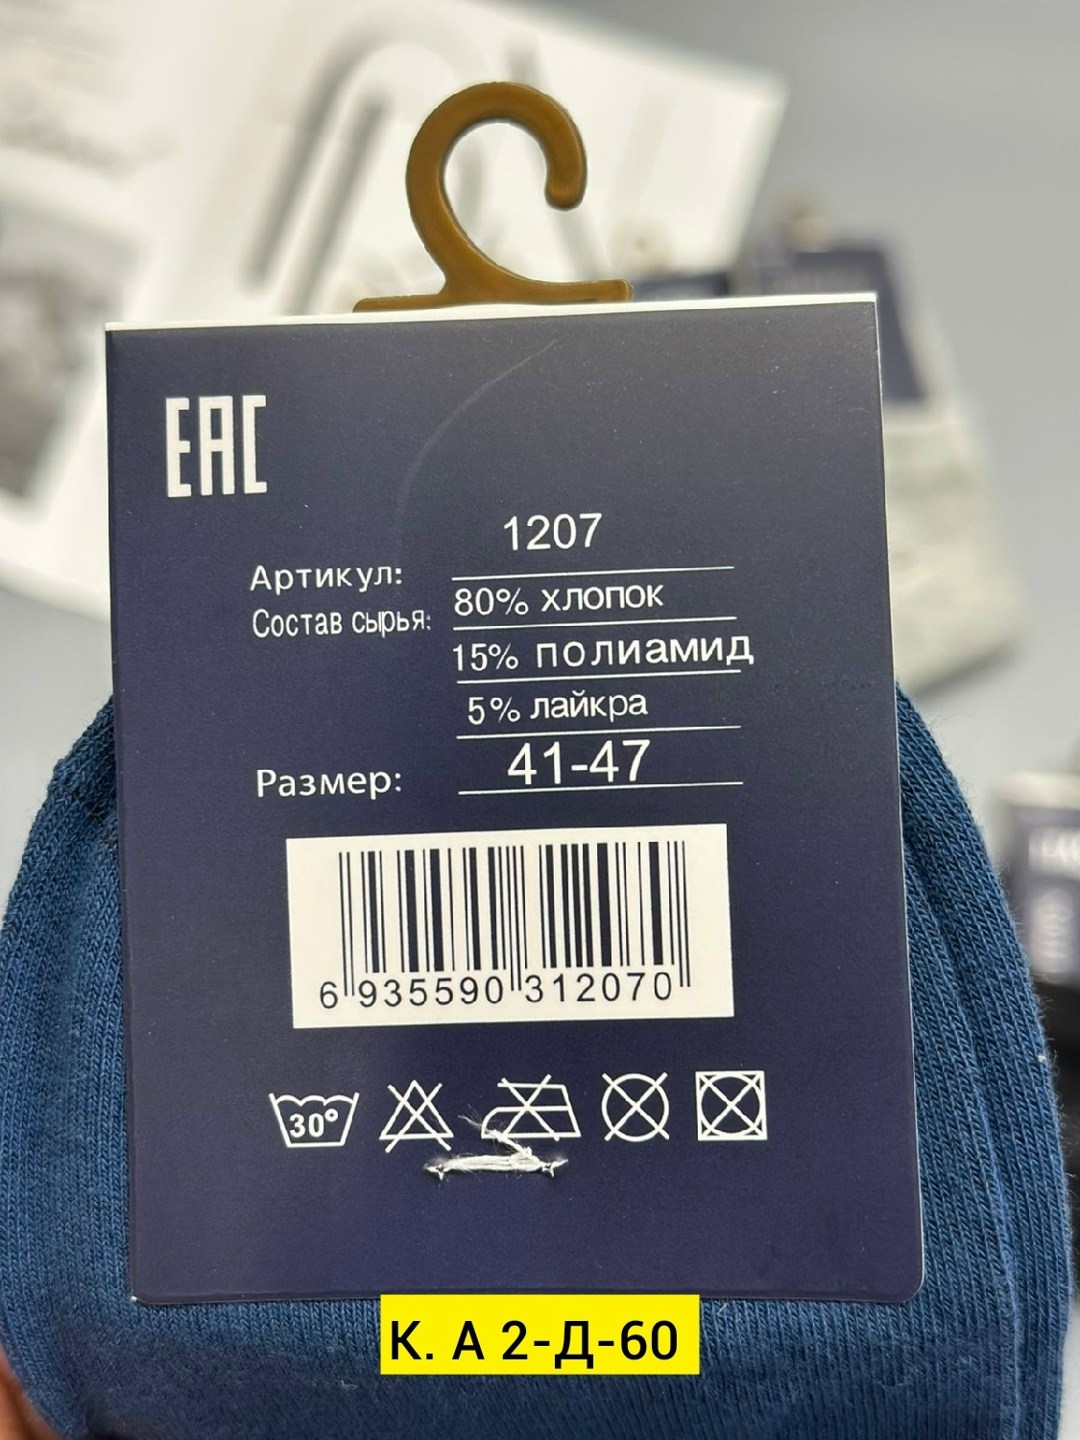 EAC
1207
Артикул:
Состав сырья: 80% хлопок
15% полиамид
5% лайкра
Размер: 41-47
6 935590 312070
30°
К. А 2-Д-60